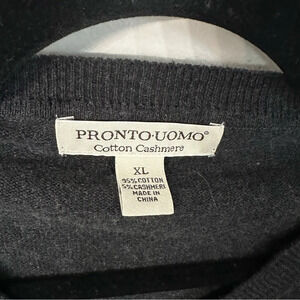 PRONTO·UOMO®
Cotton Cashmere
XL
95% COTTON
5% CASHMERE
MADE IN
CHINA